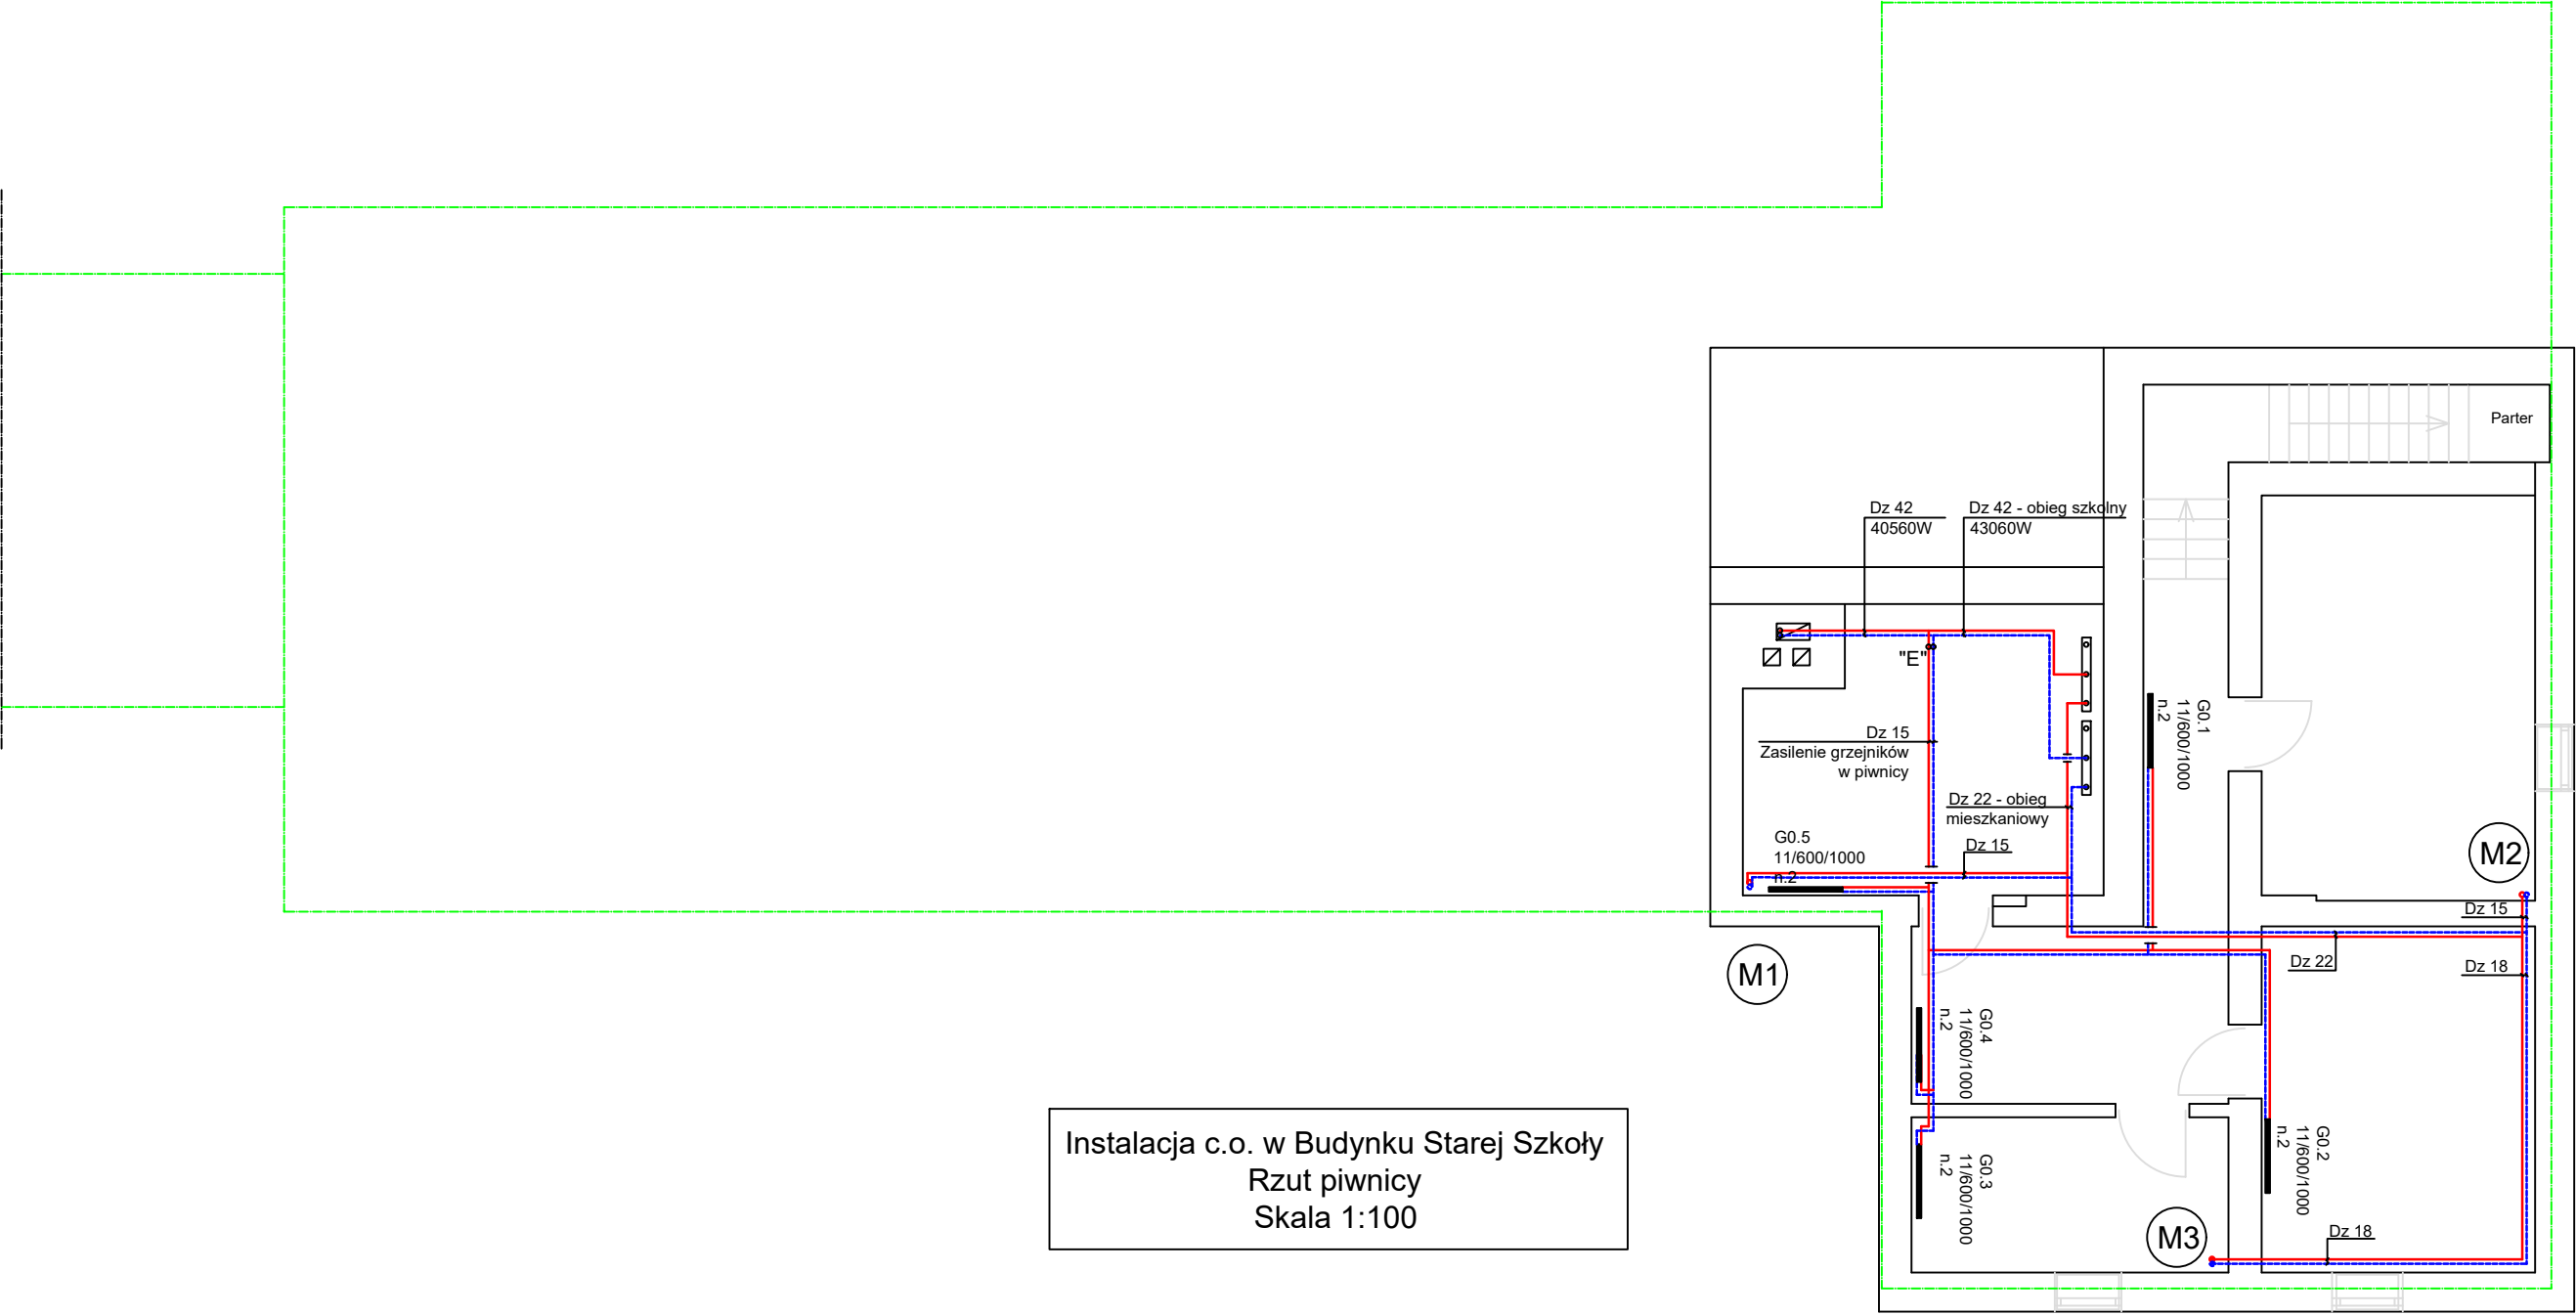 Parter
Dz 42
40560W
Dz 42 - obieg szkolny
43060W
"E"
G0.1
11/600/1000
n.2
Dz 15
Zasilenie grzejników
w piwnicy
Dz 22 - obieg
mieszkaniowy
G0.5
11/600/1000
n.2
Dz 15
M2
Dz 15
Dz 22
Dz 18
M1
G0.4
11/600/1000
n.2
G0.3
11/600/1000
n.2
G0.2
11/600/1000
n.2
M3
Dz 18
Instalacja c.o. w Budynku Starej Szkoły
Rzut piwnicy
Skala 1:100